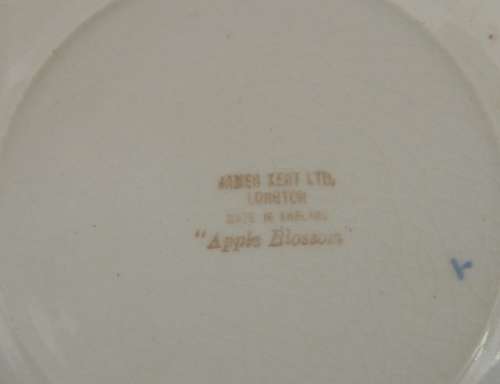 JAMES KENT LTD.
LONGTON
MADE IN ENGLAND
"Apple Blossom"